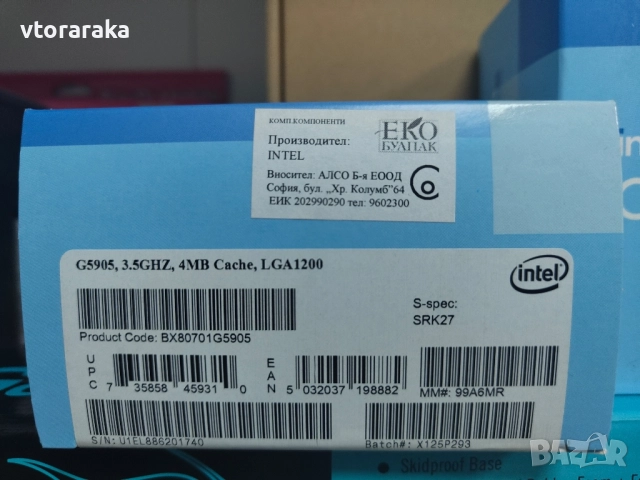 vtoraraka
КОМП.КОМПОНЕНТИ
Производител:
INTEL
ЕКО
БУЛПАК
Вносител: АЛСО Б-я ЕООД
София, бул. „Хр. Колумб"64
ЕИК 202990290 тел: 9602300
G5905, 3.5GHZ, 4MB Cache, LGA1200
intel
S-spec:
SRK27
Product Code: BX80701G5905
UPC
7 35858 45931 0
EAN
5 032037 198882
MM#: 99A6MR
S/N: U1EL886201740
Batch#: X125P293
Skidproof Base
bazar.bg